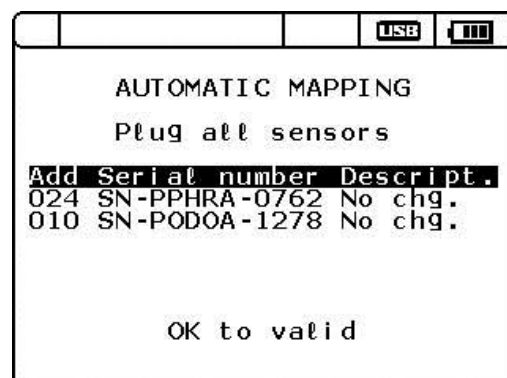 USB
AUTOMATIC MAPPING
Plug all sensors
Add Serial number Descript.
024 SN-PPHRA-0762 No chg.
010 SN-PODOA-1278 No chg.
OK to valid